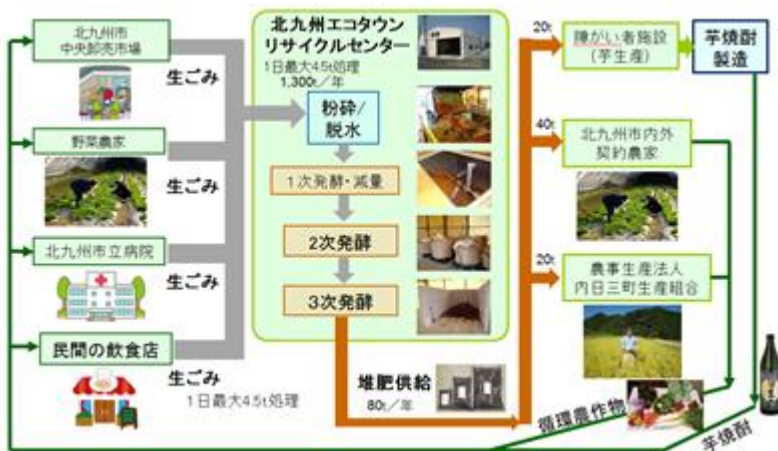 北九州市
中央卸売市場
生ごみ
野菜農家
生ごみ
北九州市立病院
生ごみ
民間の飲食店
生ごみ
1日最大4.5t処理
北九州エコタウン
リサイクルセンター
1日最大4.5t処理
1,300t/年
粉砕/
脱水
1次発酵・減量
2次発酵
3次発酵
堆肥供給
80t/年
20t
障がい者施設
(芋生産)
芋焼酎
製造
40t
北九州市内外
契約農家
20t
農事生産法人
内日三町生産組合
循環農作物
芋焼酎